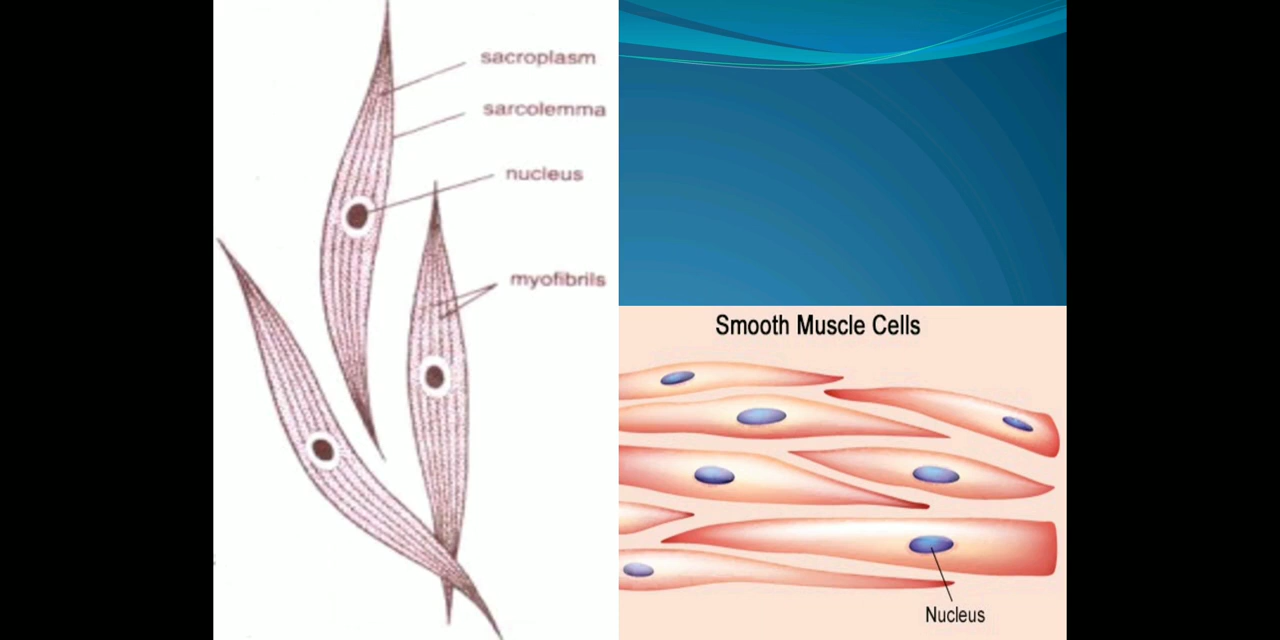 sacroplasm
sarcolemma
nucleus
myofibrils
Smooth Muscle Cells
Nucleus